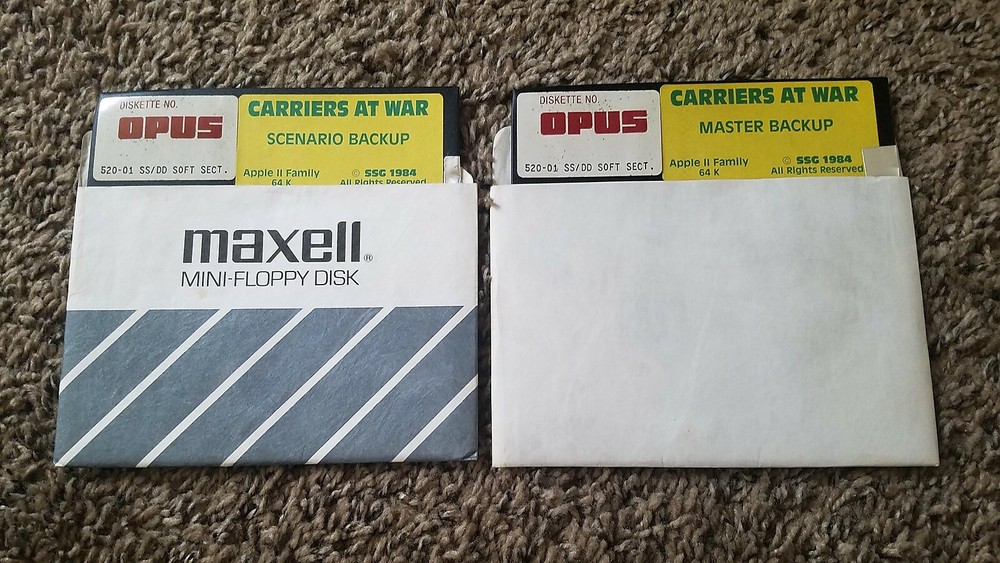 DISKETTE NO.
OPUS
520-01 SS/DD SOFT SECT.
CARRIERS AT WAR
SCENARIO BACKUP
Apple II Family
64 K
© SSG 1984
All Rights Reserved
maxell®
MINI-FLOPPY DISK
DISKETTE NO.
OPUS
520-01 SS/DD SOFT SECT.
CARRIERS AT WAR
MASTER BACKUP
Apple II Family
64 K
© SSG 1984
All Rights Reserved